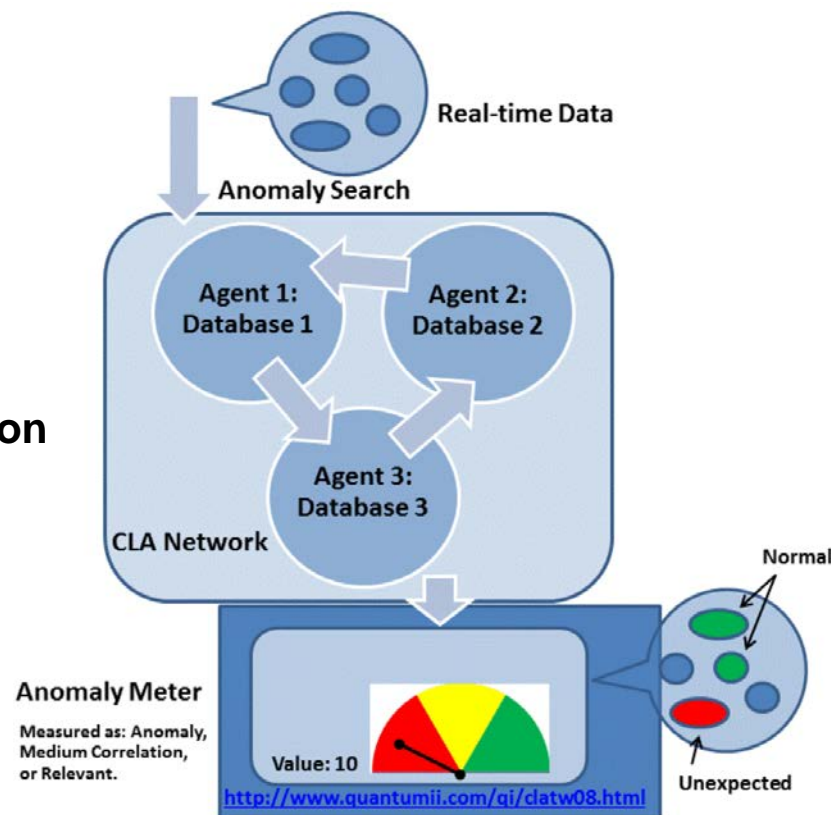 Real-time Data
Anomaly Search
Agent 1:
Database 1
Agent 2:
Database 2
on
Agent 3:
Database 3
CLA Network
Normal
Anomaly Meter
Measured as: Anomaly,
Medium Correlation,
or Relevant.
Value: 10
Unexpected
http://www.quantumii.com/qi/clatw08.html